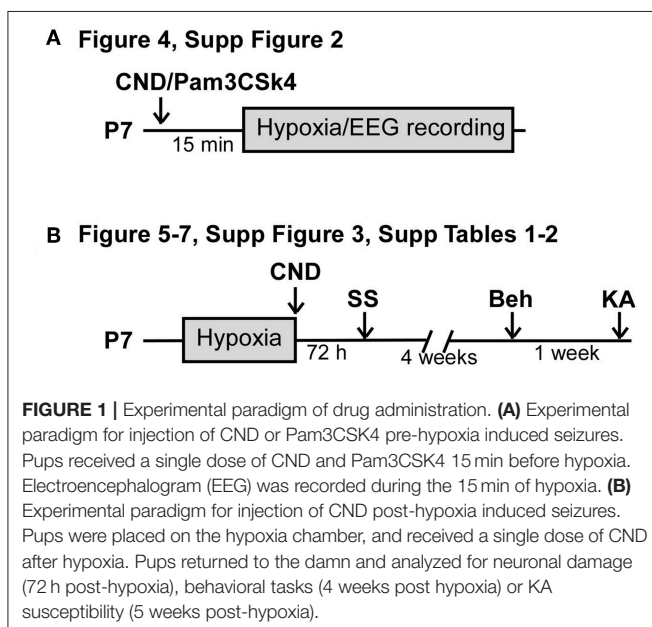 A Figure 4, Supp Figure 2
CND/Pam3CSk4
P7
15 min
Hypoxia/EEG recording
B Figure 5-7, Supp Figure 3, Supp Tables 1-2
CND
SS
Beh
KA
P7
Hypoxia
72 h
4 weeks
1 week
FIGURE 1 | Experimental paradigm of drug administration. (A) Experimental
paradigm for injection of CND or Pam3CSK4 pre-hypoxia induced seizures.
Pups received a single dose of CND and Pam3CSK4 15 min before hypoxia.
Electroencephalogram (EEG) was recorded during the 15 min of hypoxia. (B)
Experimental paradigm for injection of CND post-hypoxia induced seizures.
Pups were placed on the hypoxia chamber, and received a single dose of CND
after hypoxia. Pups returned to the damn and analyzed for neuronal damage
(72 h post-hypoxia), behavioral tasks (4 weeks post hypoxia) or KA
susceptibility (5 weeks post-hypoxia).